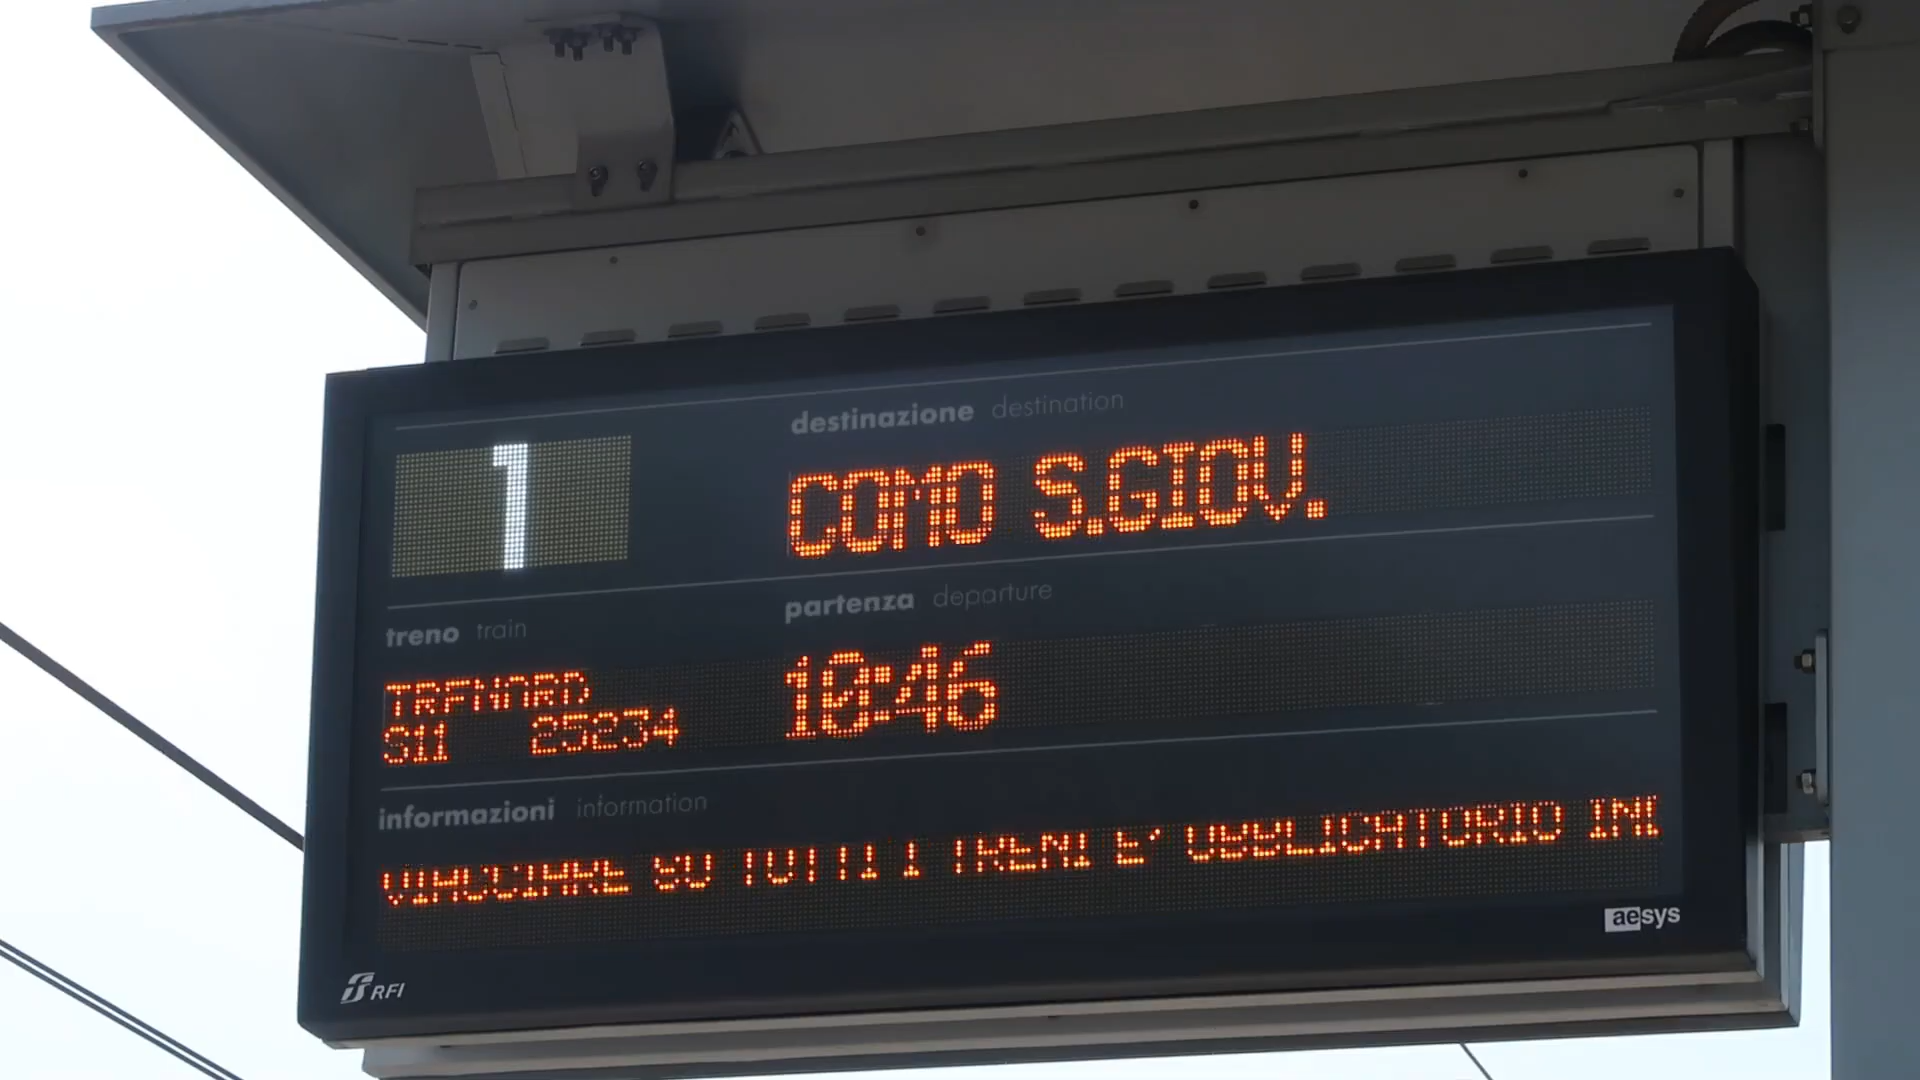 destinazione destination
1
COMO S.GIOV.
partenza departure
treno train
TRENORD
10:46
S11 25234
informazioni information
VIAGGIARE SU TUTTI I TRENI E' OBBLIGATORIO
aesys
RFI